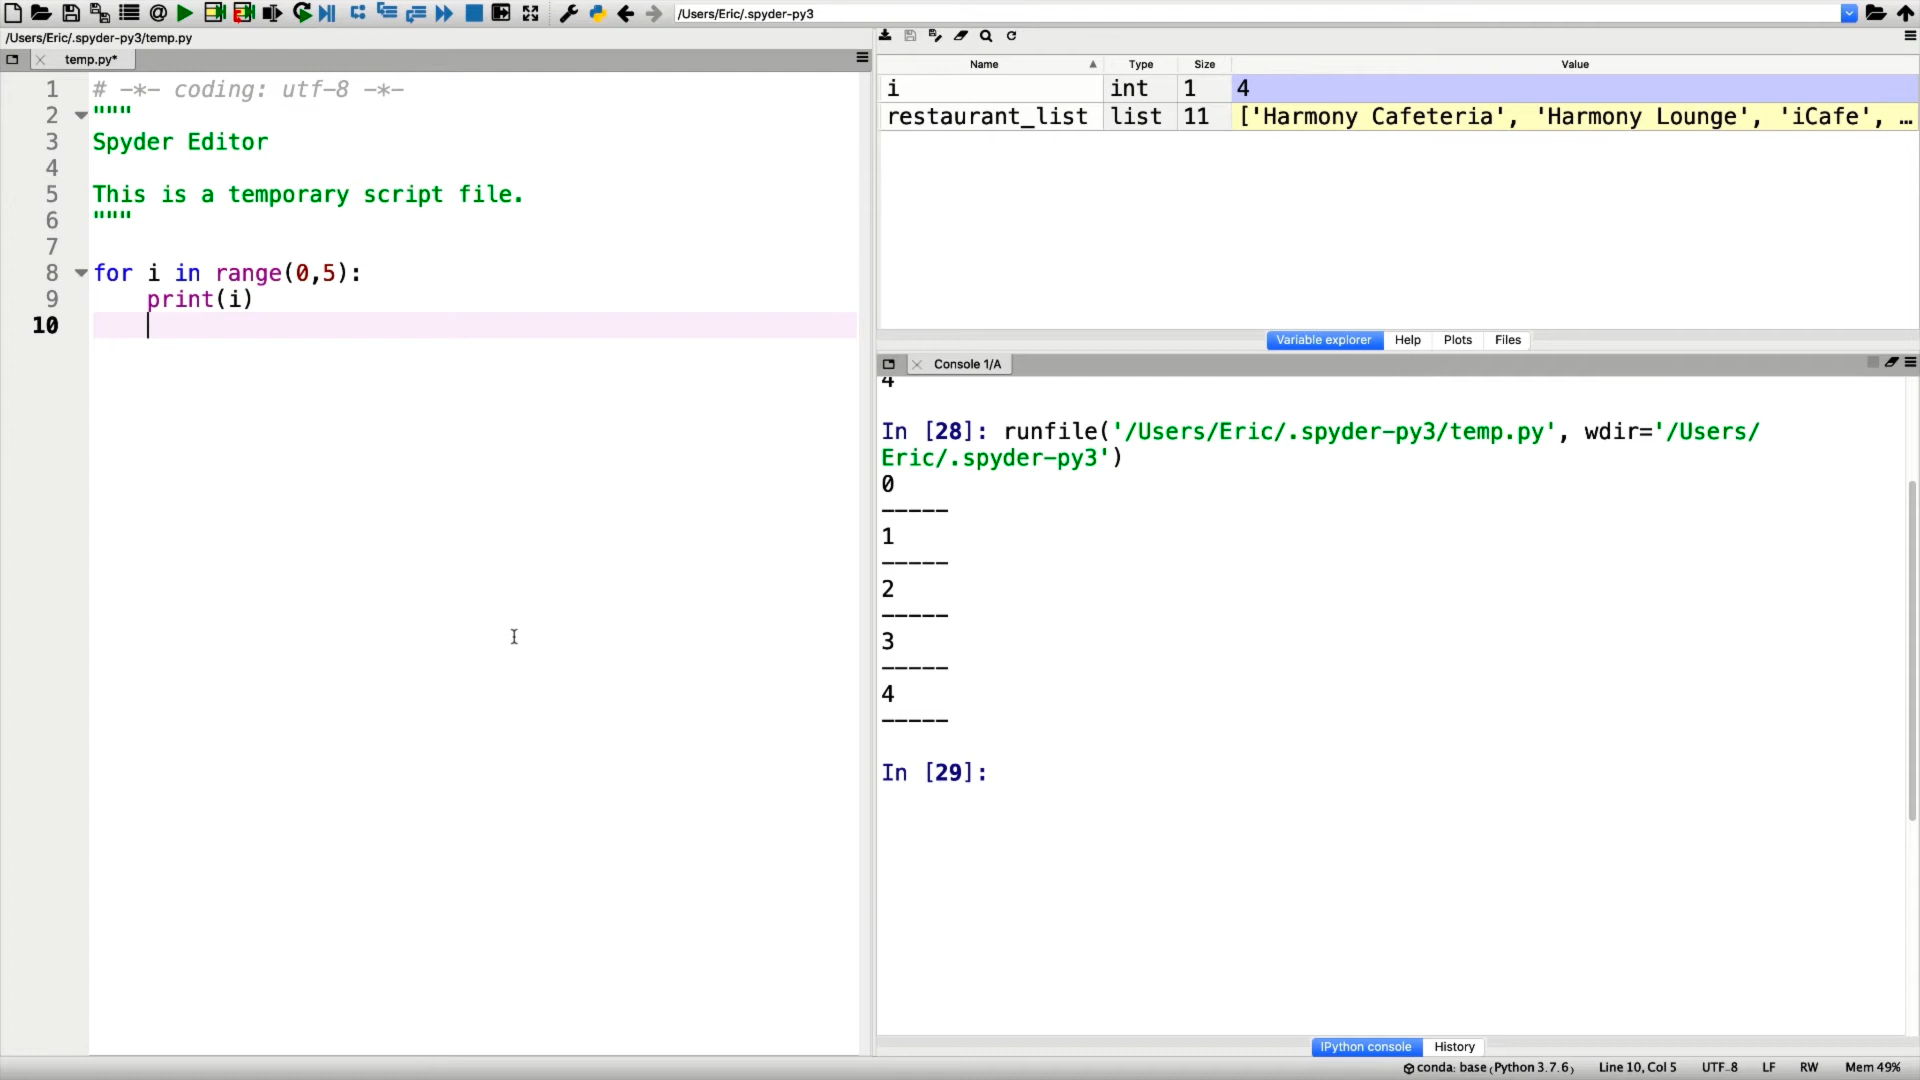 /Users/Eric/.spyder-py3
/Users/Eric/.spyder-py3/temp.py
temp.py*
1 # -*- coding: utf-8 -*-
2 """
3 Spyder Editor
4
5 This is a temporary script file.
6 """
7
8 for i in range(0,5):
9 print(i)
10
Name Type Size Value
i int 1 4
restaurant_list list 11 ['Harmony Cafeteria', 'Harmony Lounge', 'iCafe', …
Variable explorer Help Plots Files
Console 1/A
4
In [28]: runfile('/Users/Eric/.spyder-py3/temp.py', wdir='/Users/
Eric/.spyder-py3')
0
-----
1
-----
2
-----
3
-----
4
-----
In [29]:
IPython console History
conda: base (Python 3.7.6) Line 10, Col 5 UTF-8 LF RW Mem 49%